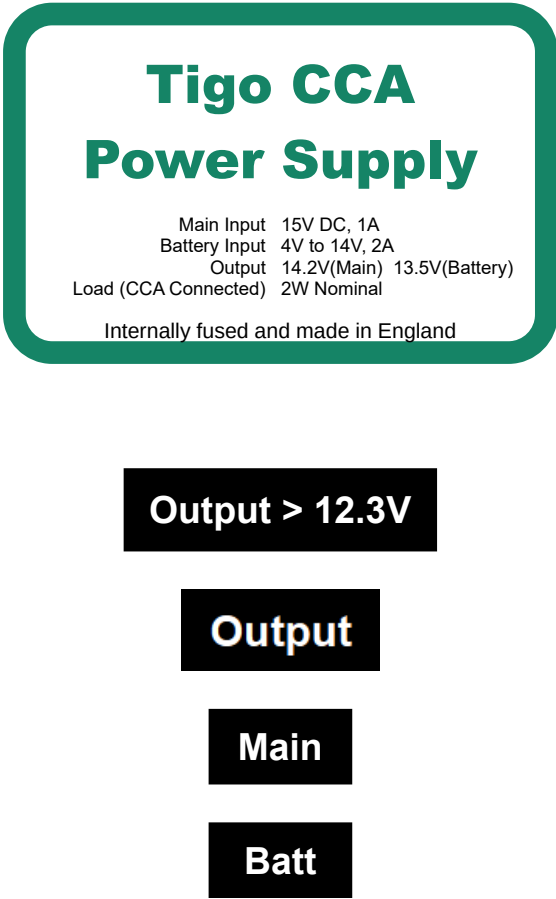 Tigo CCA
Power Supply
Main Input 15V DC, 1A
Battery Input 4V to 14V, 2A
Output 14.2V(Main) 13.5V(Battery)
Load (CCA Connected) 2W Nominal
Internally fused and made in England
Output > 12.3V
Output
Main
Batt